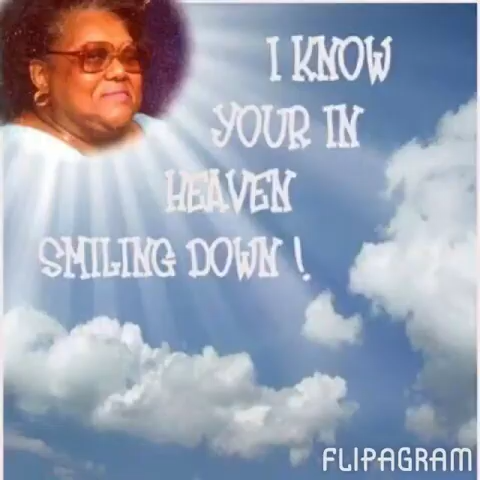 I KNOW
YOUR IN
HEAVEN
SMILING DOWN !
FLIPAGRAM